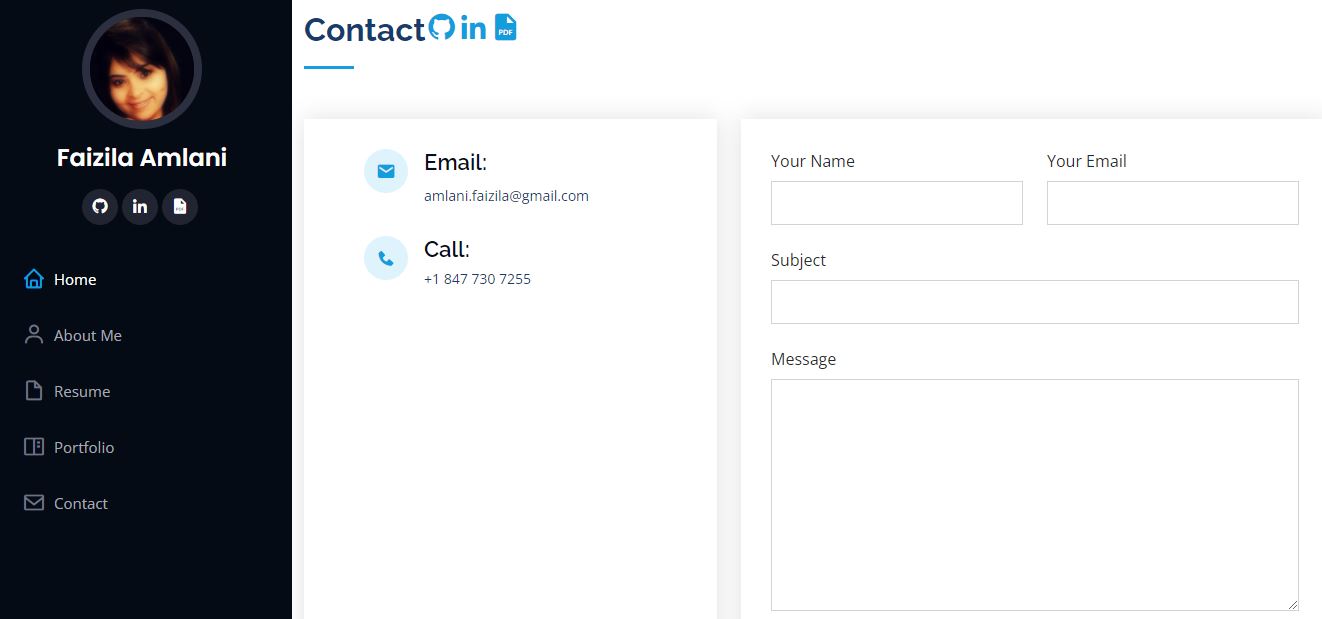 Faizila Amlani
Home
About Me
Resume
Portfolio
Contact
Contact
PDF
Email:
amlani.faizila@gmail.com
Call:
+1 847 730 7255
Your Name
Your Email
Subject
Message